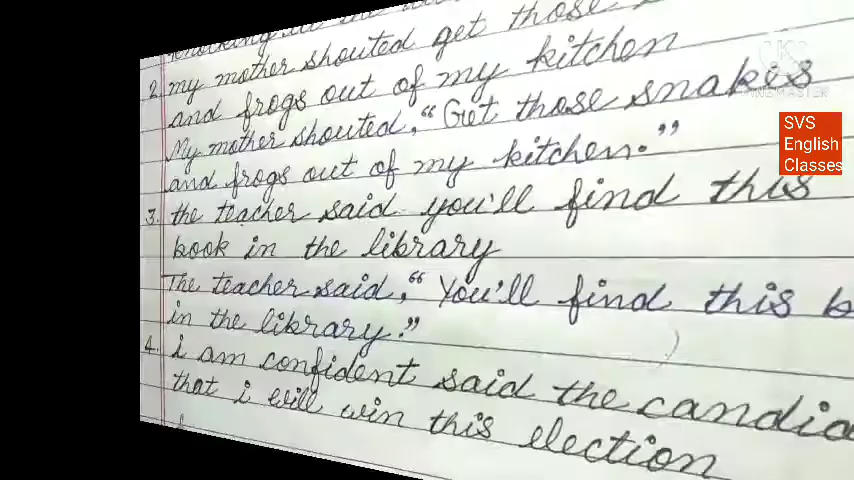 knocking
2. my mother shouted get those
and frogs out of my kitchen
My mother shouted, "Get those snakes
and frogs out of my kitchen."
3. the teacher said you'll find this
book in the library
The teacher said, "You'll find this b
in the library."
4. i am confident said the candida
that i will win this election
SVS
English
Classes